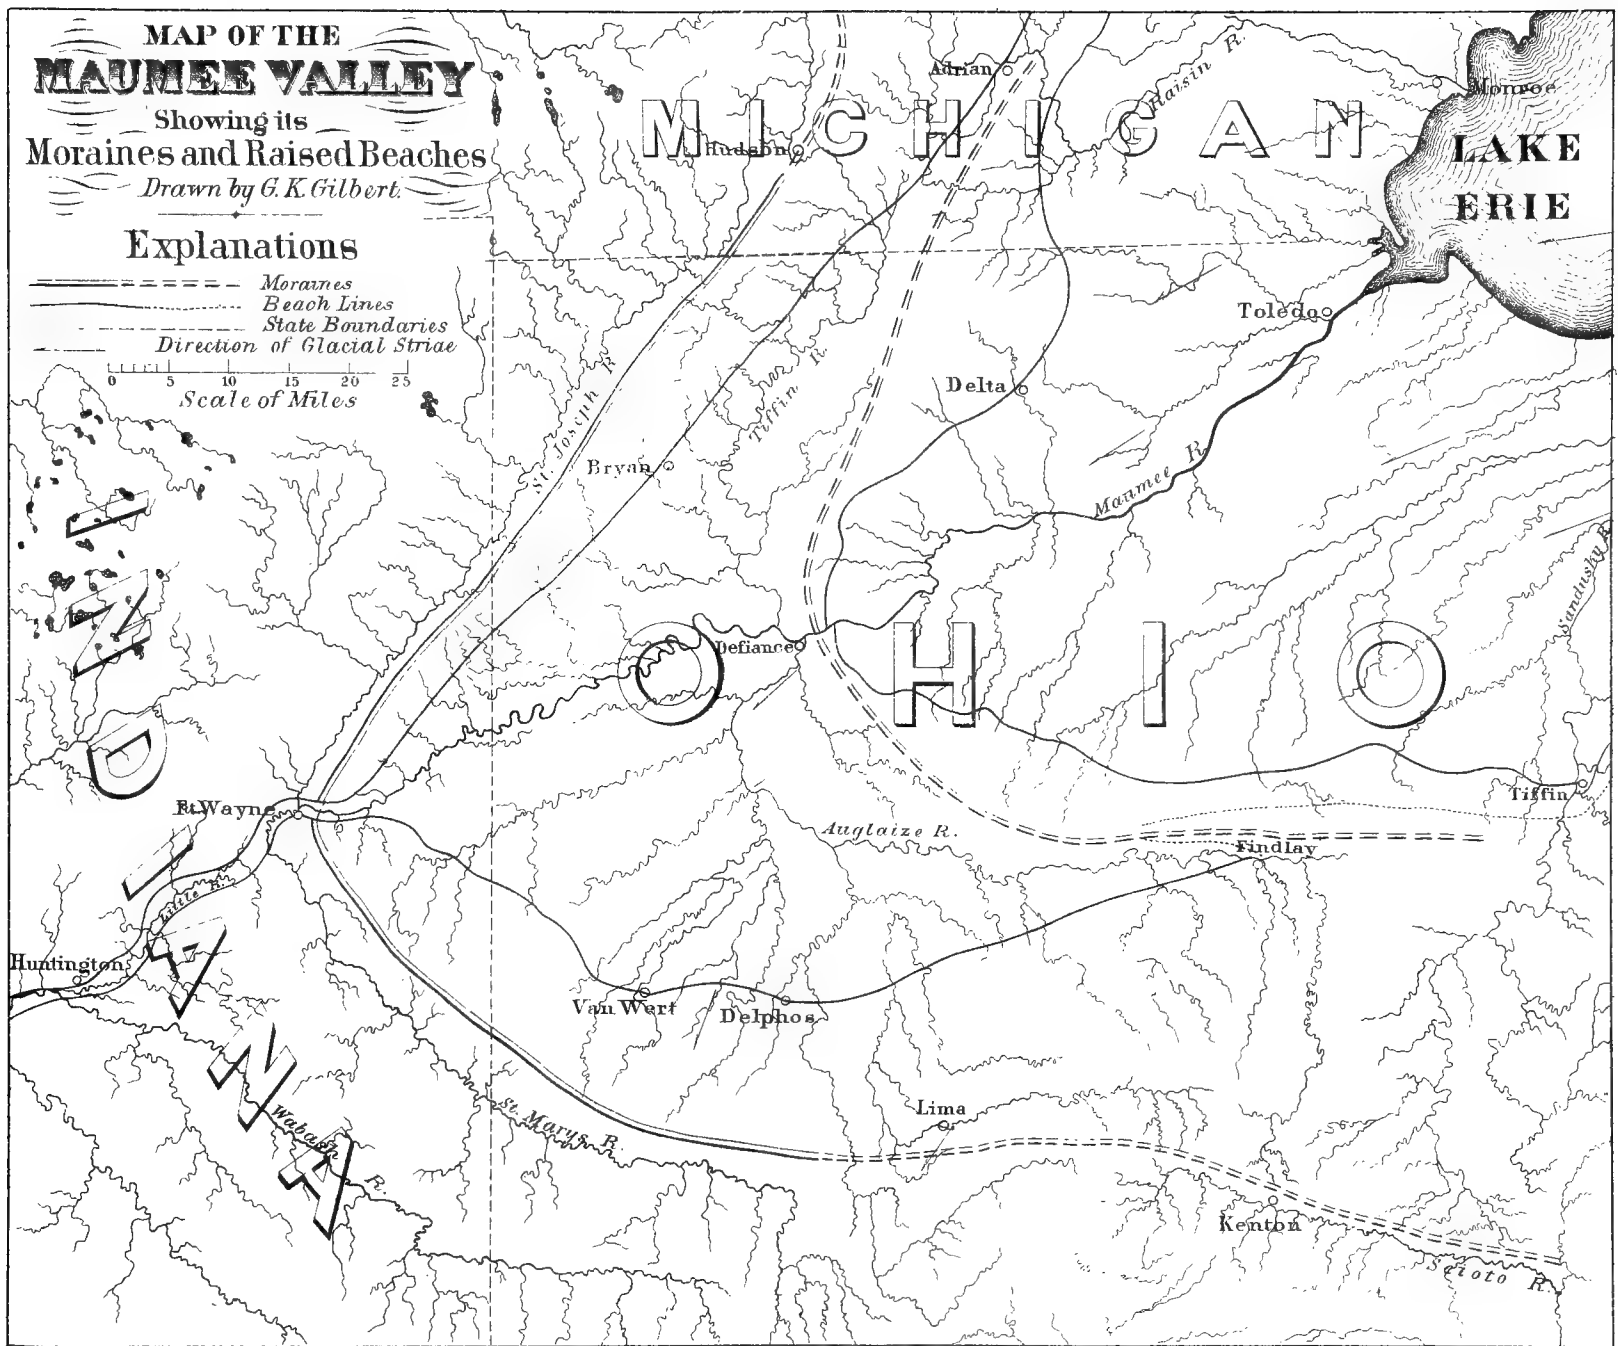 MAP OF THE
MAUMEE VALLEY
Showing its
Moraines and Raised Beaches
Drawn by G. K. Gilbert.
Explanations
Moraines
Beach Lines
State Boundaries
Direction of Glacial Striae
0 5 10 15 20 25
Scale of Miles
MICHIGAN
Adrian
Raisin R.
Monroe
Hudson
LAKE
ERIE
Toledo
St. Joseph R
Tiffin R.
Delta
Bryan
Maumee R.
Sandusky R.
INDIANA
OHIO
Defiance
Ft. Wayne
Tiffin
Auglaize R.
Findlay
Little R.
Huntington
Van Wert
Delphos
Lima
St. Marys R.
Wabash R.
Kenton
Scioto R.